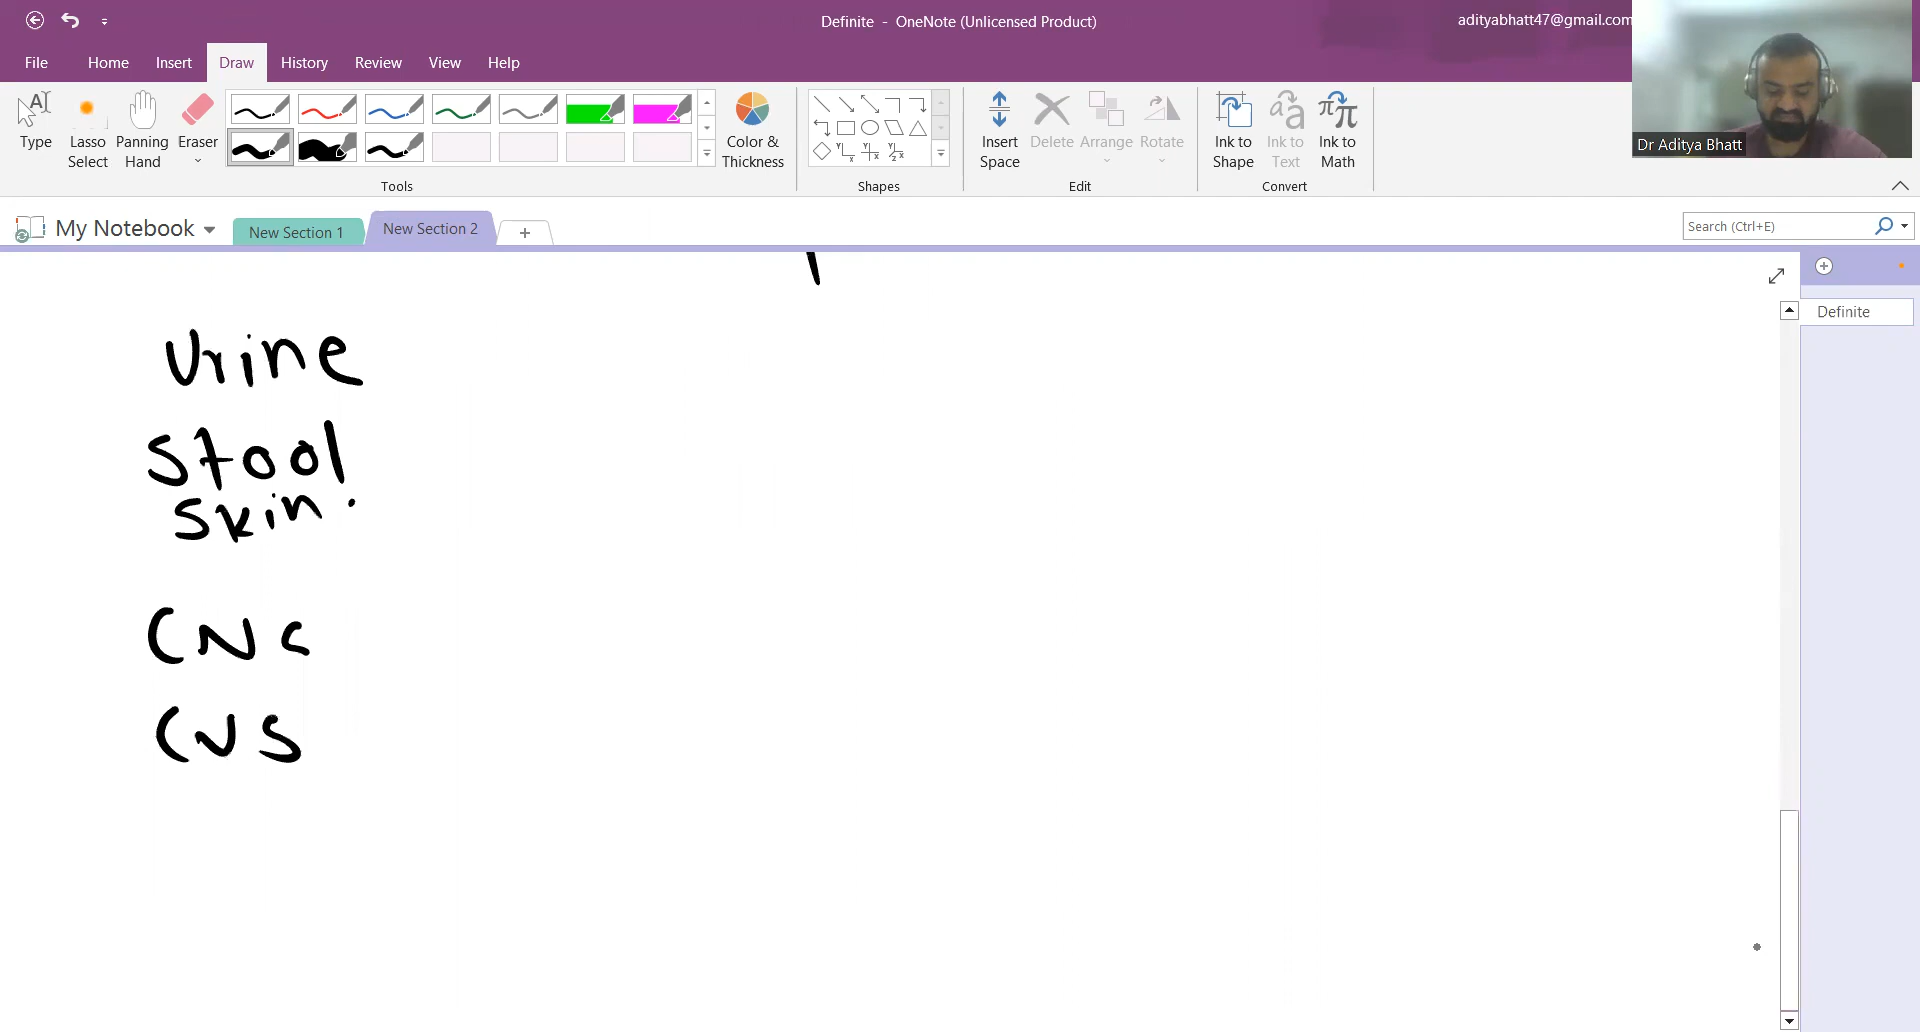 Definite - OneNote (Unlicensed Product)
adityabhatt47@gmail.com
File Home Insert Draw History Review View Help
Type
Lasso Select
Panning Hand
Eraser
Color & Thickness
Insert Space
Delete
Arrange
Rotate
Ink to Shape
Ink to Text
Ink to Math
Tools
Shapes
Edit
Convert
Dr Aditya Bhatt
My Notebook
New Section 1
New Section 2
Search (Ctrl+E)
Definite
Urine
Stool
Skin.
CNS